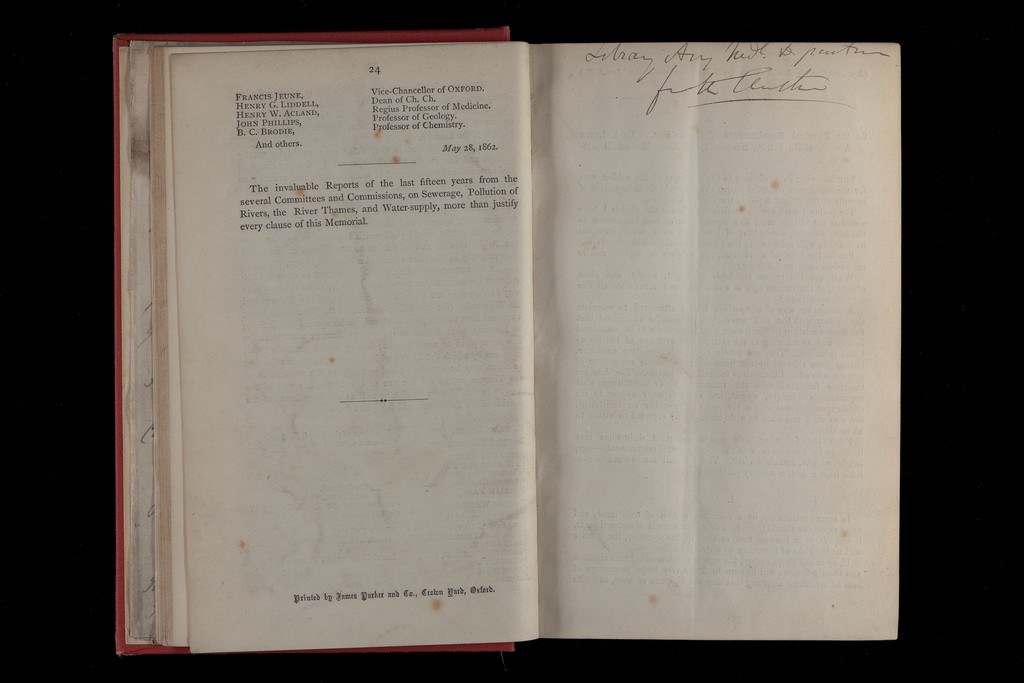 24
FRANCIS JEUNE,
HENRY G. LIDDELL,
HENRY W. ACLAND,
JOHN PHILLIPS,
B. C. BRODIE,
And others.
Vice-Chancellor of OXFORD.
Dean of Ch. Ch.
Regius Professor of Medicine.
Professor of Geology.
Professor of Chemistry.
May 28, 1862.
The invaluable Reports of the last fifteen years from the
several Committees and Commissions, on Sewerage, Pollution of
Rivers, the River Thames, and Water-supply, more than justify
every clause of this Memorial.
Printed by James Parker and Co., Crown Yard, Oxford.
Library Army Med.